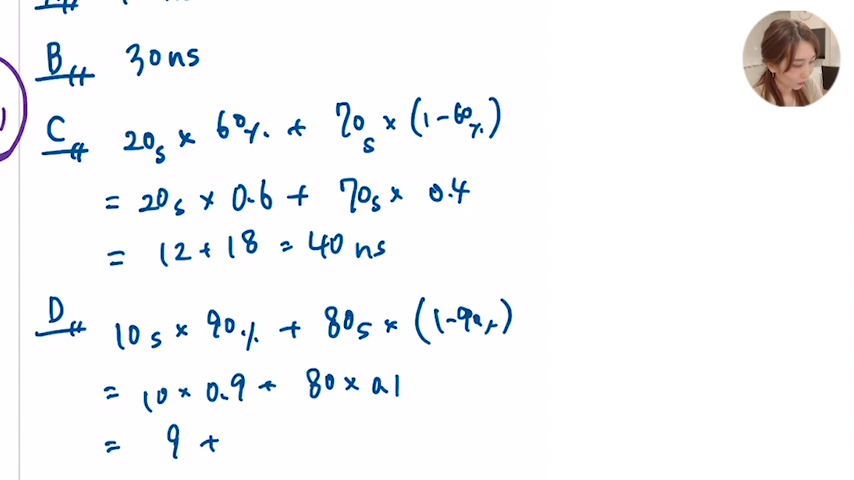 B 30ns
C 20s × 60% + 70s × (1-60%)
= 20s × 0.6 + 70s × 0.4
= 12 + 18 = 40 ns
D 10s × 90% + 80s × (1-90%)
= 10 × 0.9 + 80 × 0.1
= 9 +